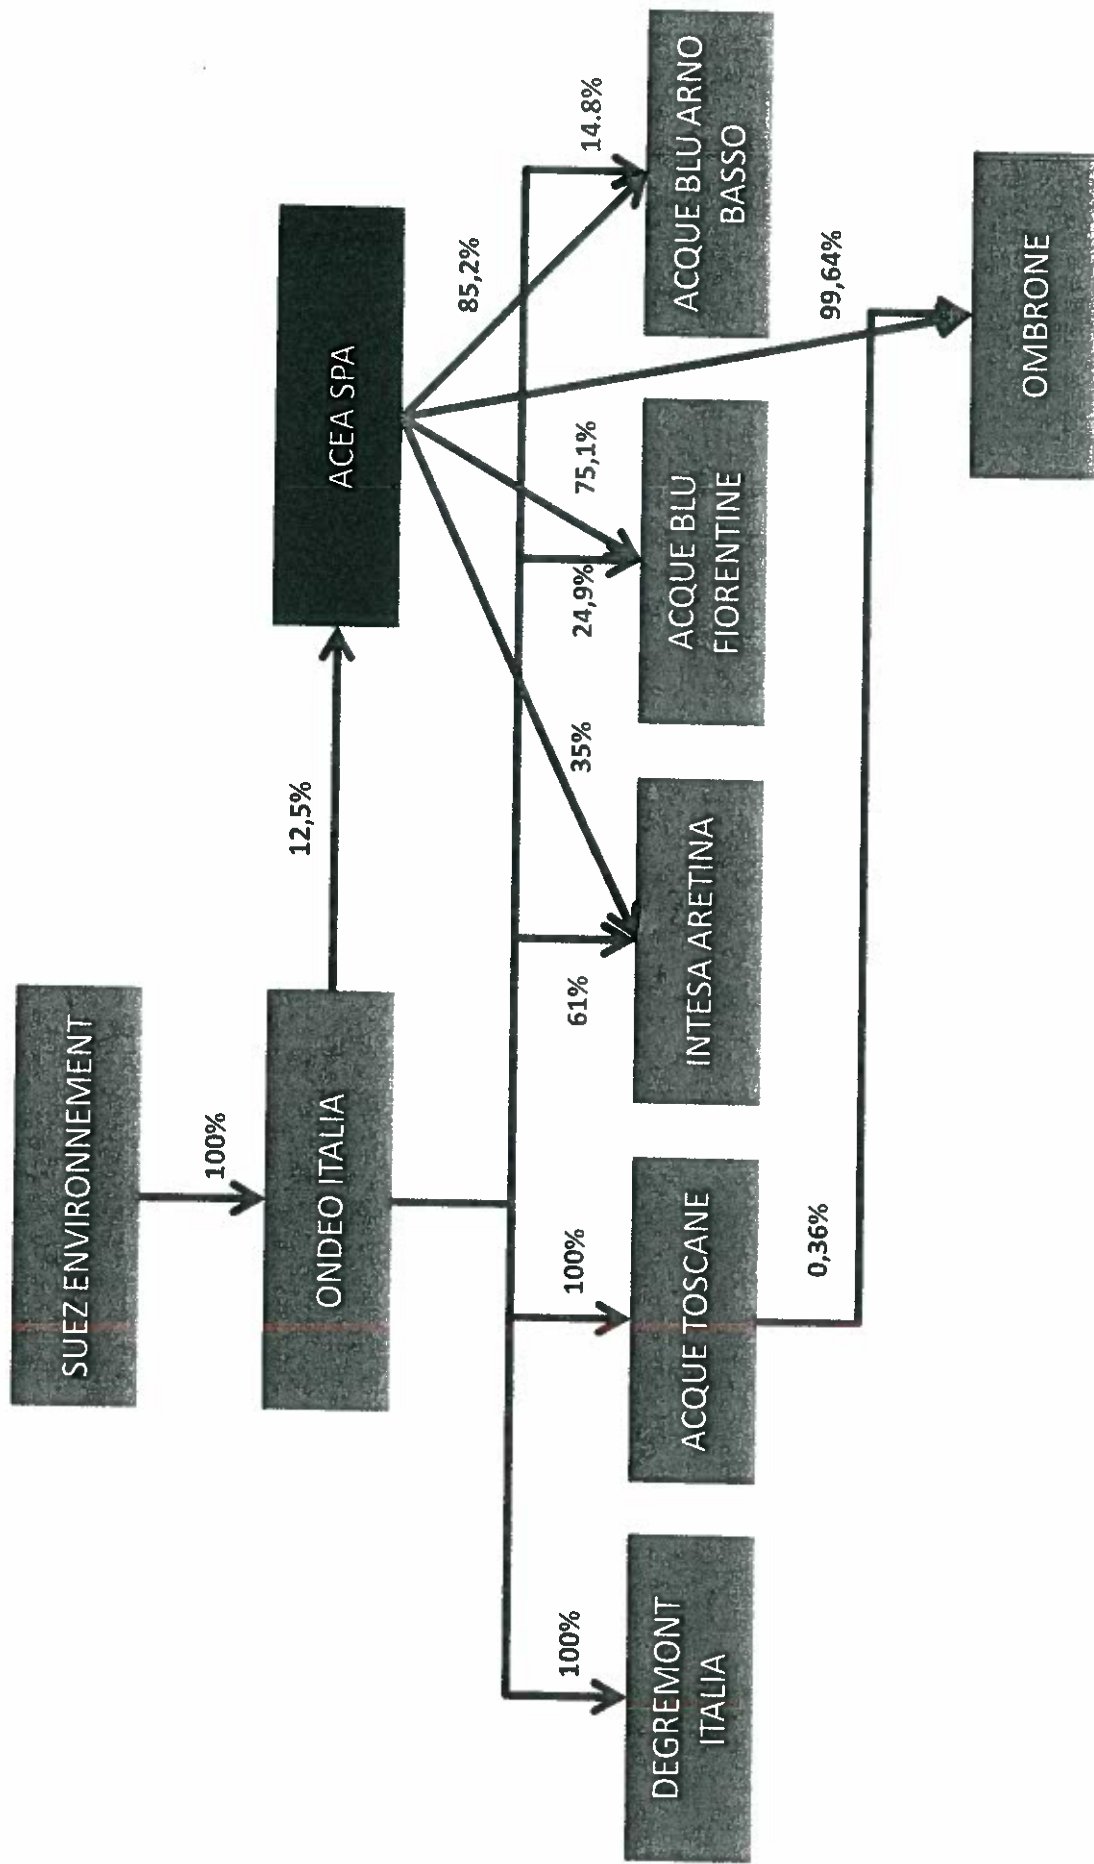 SUEZ ENVIRONNEMENT
100%
ONDEO ITALIA
12,5%
ACEA SPA
85,2%
100%
100%
61%
35%
24,9%
75,1%
14.8%
DEGREMONT
ITALIA
ACQUE TOSCANE
INTESA ARETINA
ACQUE BLU
FIORENTINE
ACQUE BLU ARNO
BASSO
0,36%
99,64%
OMBRONE